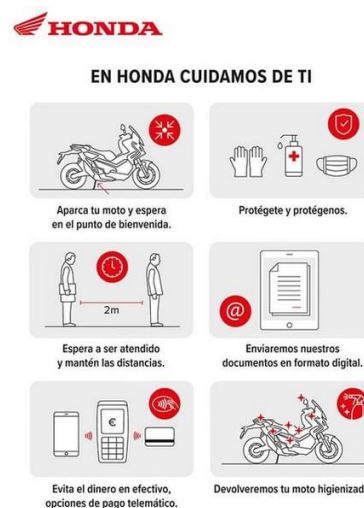 HONDA
EN HONDA CUIDAMOS DE TI
Aparca tu moto y espera
en el punto de bienvenida.
Protégete y protégenos.
2m
Espera a ser atendido
y mantén las distancias.
@
Enviaremos nuestros
documentos en formato digital.
€
Evita el dinero en efectivo,
opciones de pago telemático.
Devolveremos tu moto higienizad